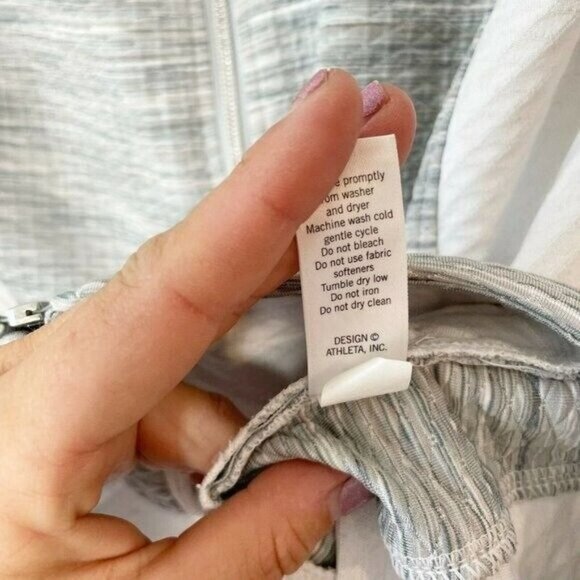 promptly
washer
and dryer
Machine wash cold
gentle cycle
Do not bleach
Do not use fabric
softeners
Tumble dry low
Do not iron
Do not dry clean
DESIGN ©
ATHLETA, INC.